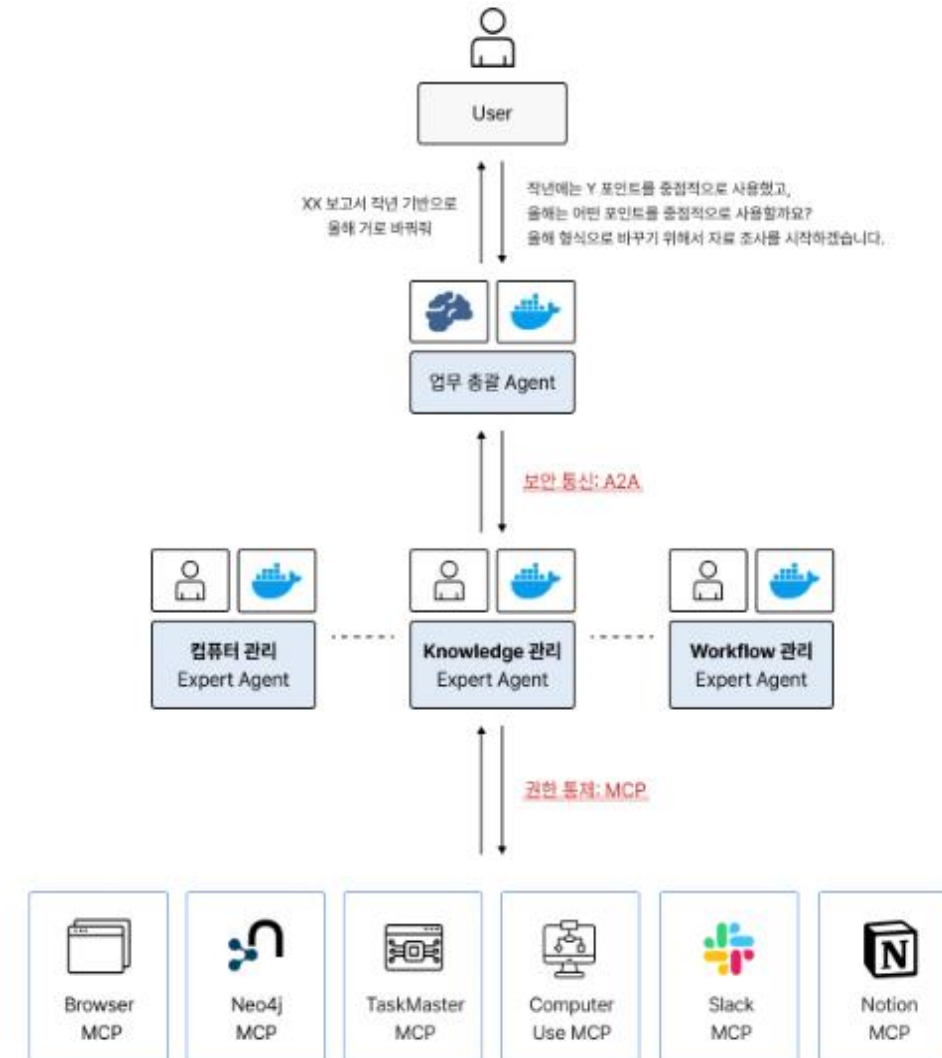 User
XX 보고서 작년 기반으로
올해 거로 바꿔줘
작년에는 Y 포인트를 중점적으로 사용했고,
올해는 어떤 포인트를 중점적으로 사용할까요?
올해 형식으로 바꾸기 위해서 자료 조사를 시작하겠습니다.
업무 총괄 Agent
보안 통신: A2A
컴퓨터 관리
Expert Agent
Knowledge 관리
Expert Agent
Workflow 관리
Expert Agent
권한 통제: MCP
Browser
MCP
Neo4j
MCP
TaskMaster
MCP
Computer
Use MCP
Slack
MCP
Notion
MCP